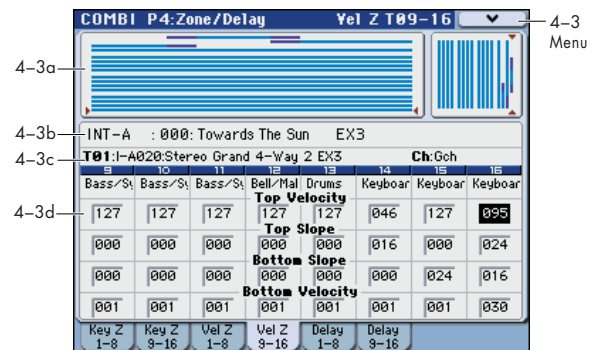 COMBI P4:Zone/Delay Vel Z T09-16
4–3
Menu
4–3a
4–3b
INT-A :000: Towards The Sun EX3
4–3c
T01:I-A020:Stereo Grand 4-Way 2 EX3 Ch:Gch
9 10 11 12 13 14 15 16
Bass/Sy Bass/Sy Bass/Sy Bell/Mal Drums Keyboar Keyboar Keyboar
Top Velocity
4–3d
127 127 127 127 127 046 127 095
Top Slope
000 000 000 000 000 016 000 024
Bottom Slope
000 000 000 000 000 000 024 016
Bottom Velocity
001 001 001 001 001 001 001 030
Key Z Key Z Vel Z Vel Z Delay Delay
1-8 9-16 1-8 9-16 1-8 9-16